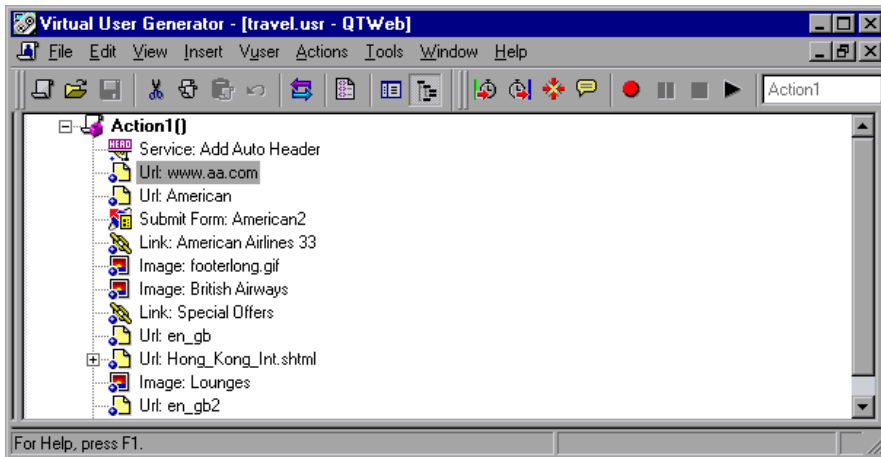 Virtual User Generator - [travel.usr - QTWeb]
File Edit View Insert Vuser Actions Tools Window Help
Action1
Action1()
HEAD
Service: Add Auto Header
Url: www.aa.com
Url: American
Submit Form: American2
Link: American Airlines 33
Image: footerlong.gif
Image: British Airways
Link: Special Offers
Url: en_gb
Url: Hong_Kong_Int.shtml
Image: Lounges
Url: en_gb2
For Help, press F1.